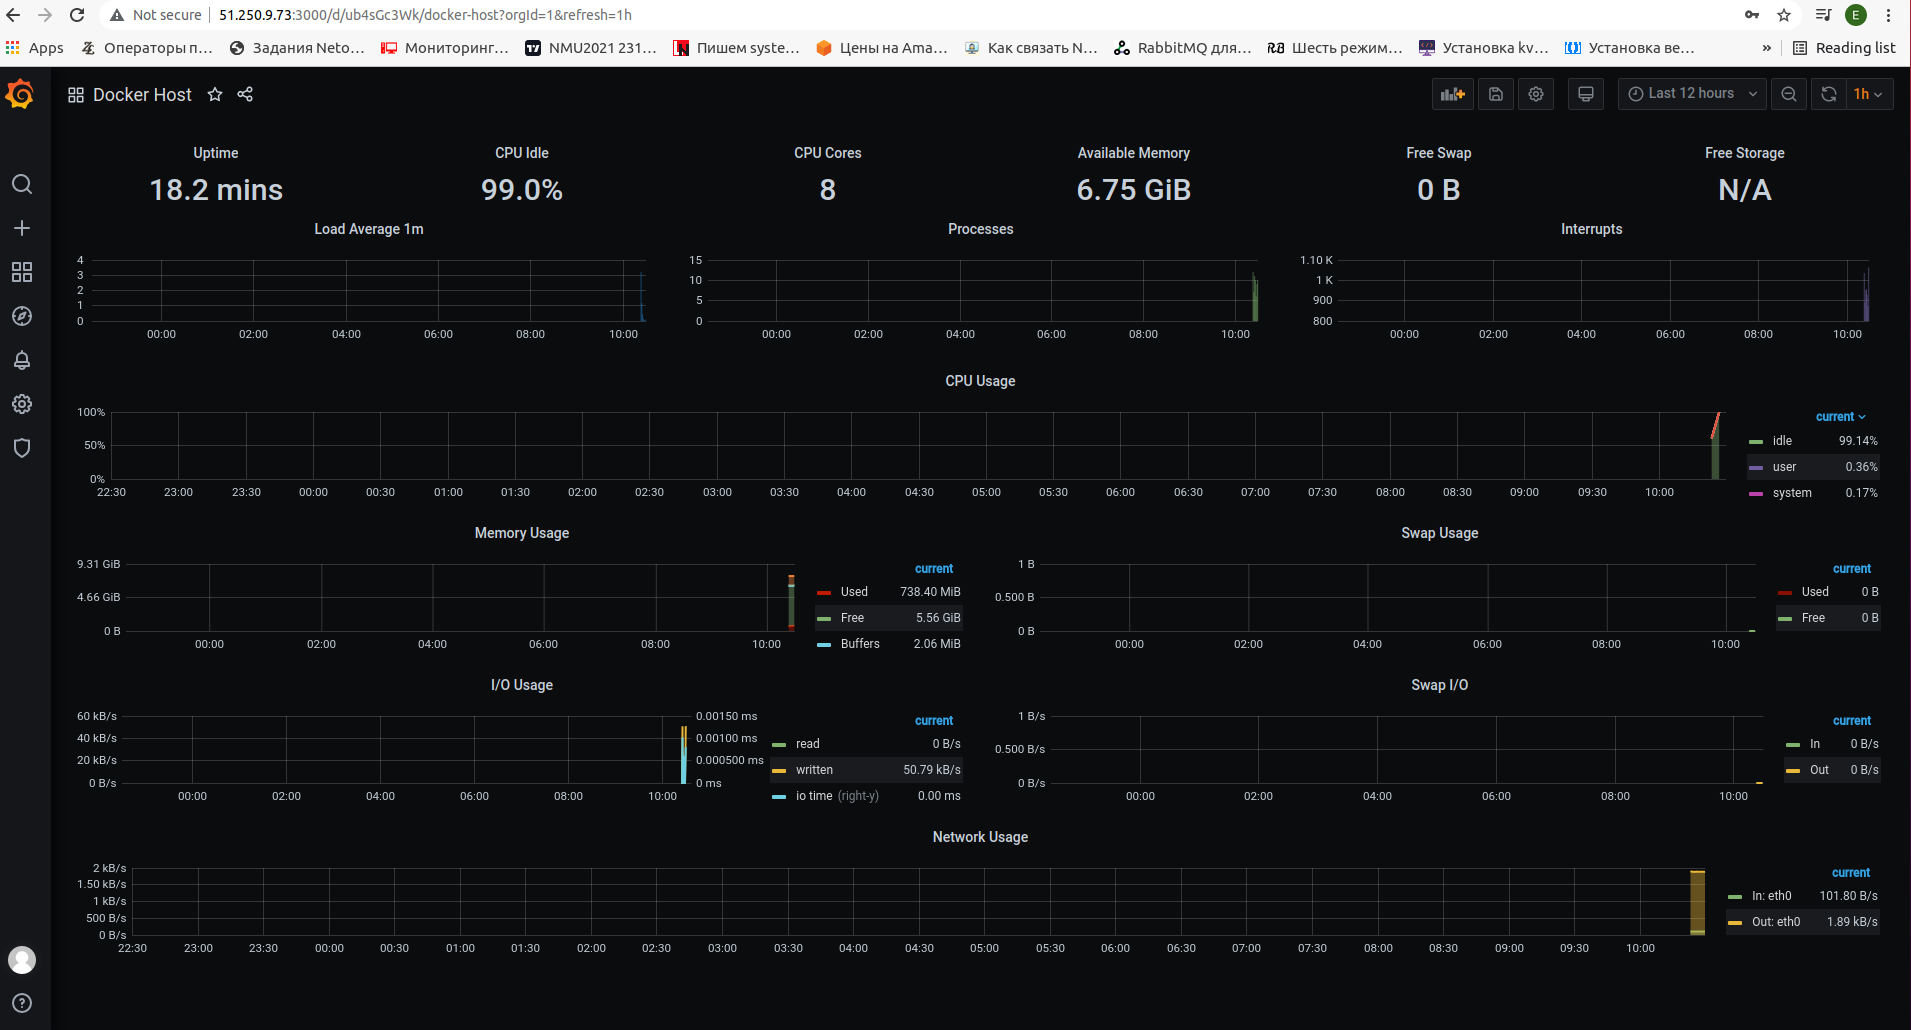 Not secure | 51.250.9.73:3000/d/ub4sGc3Wk/docker-host?orgId=1&refresh=1h E
Apps Операторы п... Задания Neto... Мониторинг... NMU2021 231... Пишем syste... Цены на Ama... Как связать N... RabbitMQ для... Шесть режим... Установка kv... Установка ве... » Reading list
Docker Host Last 12 hours 1h
Uptime CPU Idle CPU Cores Available Memory Free Swap Free Storage
18.2 mins 99.0% 8 6.75 GiB 0 B N/A
Load Average 1m
4
3
2
1
0
00:00 02:00 04:00 06:00 08:00 10:00
Processes
15
10
5
0
00:00 02:00 04:00 06:00 08:00 10:00
Interrupts
1.10 K
1 K
900
800
00:00 02:00 04:00 06:00 08:00 10:00
CPU Usage
100%
50%
0%
22:30 23:00 23:30 00:00 00:30 01:00 01:30 02:00 02:30 03:00 03:30 04:00 04:30 05:00 05:30 06:00 06:30 07:00 07:30 08:00 08:30 09:00 09:30 10:00
current
idle 99.14%
user 0.36%
system 0.17%
Memory Usage
9.31 GiB
4.66 GiB
0 B
00:00 02:00 04:00 06:00 08:00 10:00
current
Used 738.40 MiB
Free 5.56 GiB
Buffers 2.06 MiB
Swap Usage
1 B
0.500 B
0 B
00:00 02:00 04:00 06:00 08:00 10:00
current
Used 0 B
Free 0 B
I/O Usage
60 kB/s 0.00150 ms
40 kB/s 0.00100 ms
20 kB/s 0.000500 ms
0 B/s 0 ms
00:00 02:00 04:00 06:00 08:00 10:00
current
read 0 B/s
written 50.79 kB/s
io time (right-y) 0.00 ms
Swap I/O
1 B/s
0.500 B/s
0 B/s
00:00 02:00 04:00 06:00 08:00 10:00
current
In 0 B/s
Out 0 B/s
Network Usage
2 kB/s
1.50 kB/s
1 kB/s
500 B/s
0 B/s
22:30 23:00 23:30 00:00 00:30 01:00 01:30 02:00 02:30 03:00 03:30 04:00 04:30 05:00 05:30 06:00 06:30 07:00 07:30 08:00 08:30 09:00 09:30 10:00
current
In: eth0 101.80 B/s
Out: eth0 1.89 kB/s